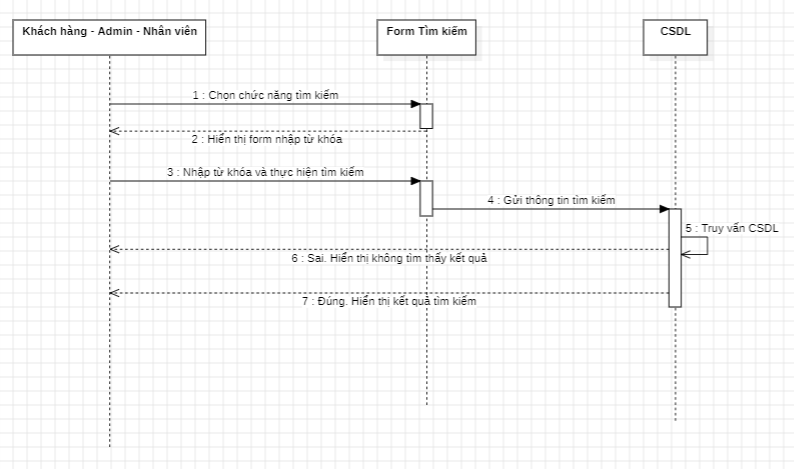 Khách hàng - Admin - Nhân viên
Form Tìm kiếm
CSDL
1 : Chọn chức năng tìm kiếm
2 : Hiển thị form nhập từ khóa
3 : Nhập từ khóa và thực hiện tìm kiếm
4 : Gửi thông tin tìm kiếm
5 : Truy vấn CSDL
6 : Sai. Hiển thị không tìm thấy kết quả
7 : Đúng. Hiển thị kết quả tìm kiếm